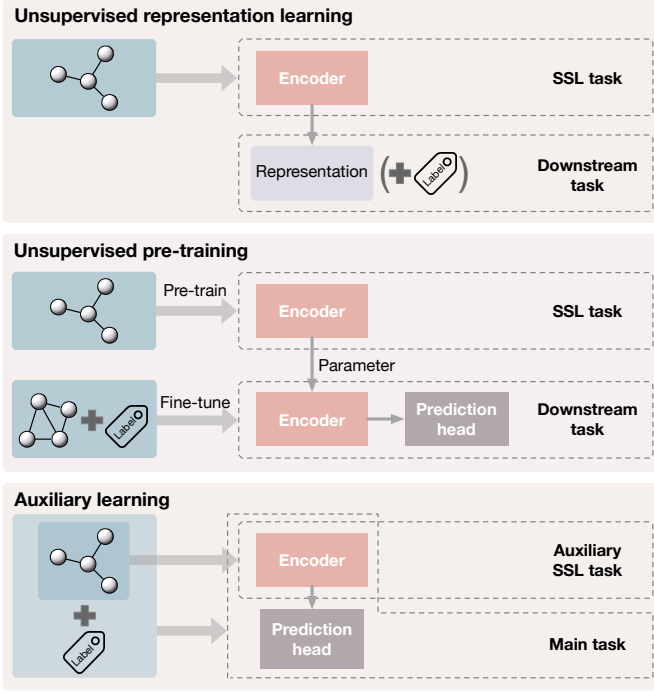 Unsupervised representation learning
Encoder
SSL task
Representation
(+ Label)
Downstream
task
Unsupervised pre-training
Pre-train
Encoder
SSL task
Parameter
+ Label
Fine-tune
Encoder
Prediction
head
Downstream
task
Auxiliary learning
Encoder
Auxiliary
SSL task
+
Label
Prediction
head
Main task